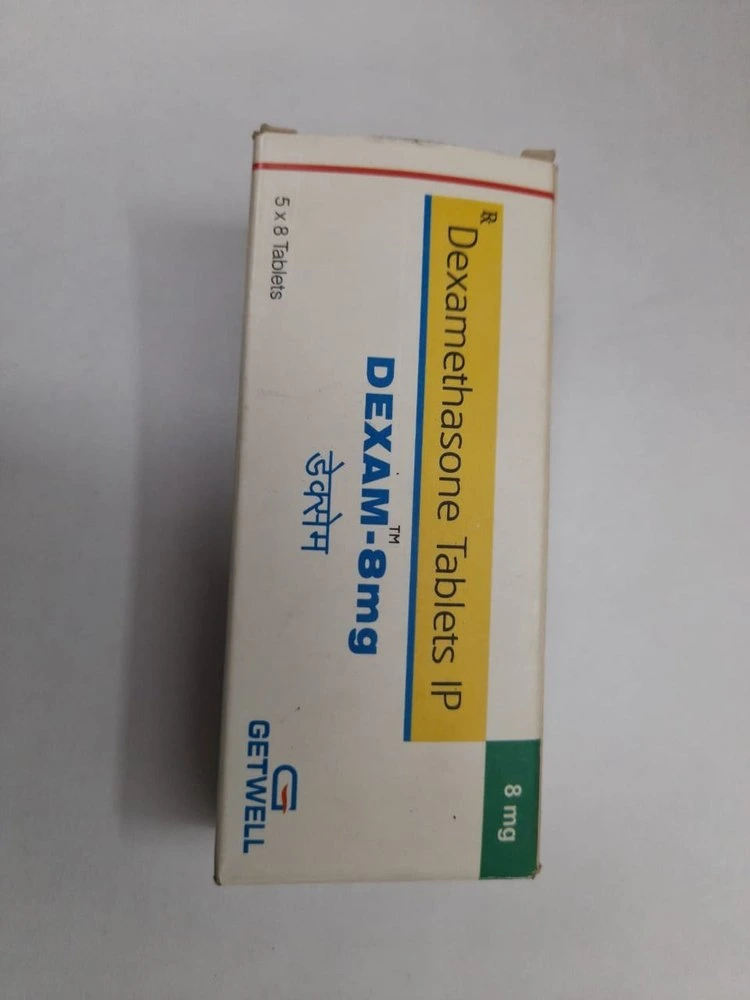 8 mg
℞ Dexamethasone Tablets IP
DEXAM™-8mg
डेक्सेम
5 x 8 Tablets
GETWELL